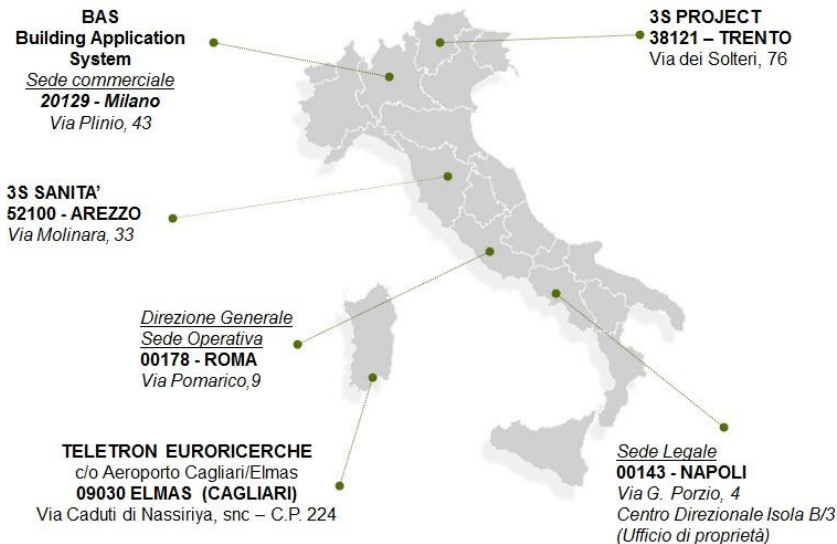 BAS
Building Application
System
Sede commerciale
20129 - Milano
Via Plinio, 43
3S PROJECT
38121 – TRENTO
Via dei Solteri, 76
3S SANITA’
52100 - AREZZO
Via Molinara, 33
Direzione Generale
Sede Operativa
00178 - ROMA
Via Pomarico,9
TELETRON EURORICERCHE
c/o Aeroporto Cagliari/Elmas
09030 ELMAS (CAGLIARI)
Via Caduti di Nassiriya, snc – C.P. 224
Sede Legale
00143 - NAPOLI
Via G. Porzio, 4
Centro Direzionale Isola B/3
(Ufficio di proprietà)